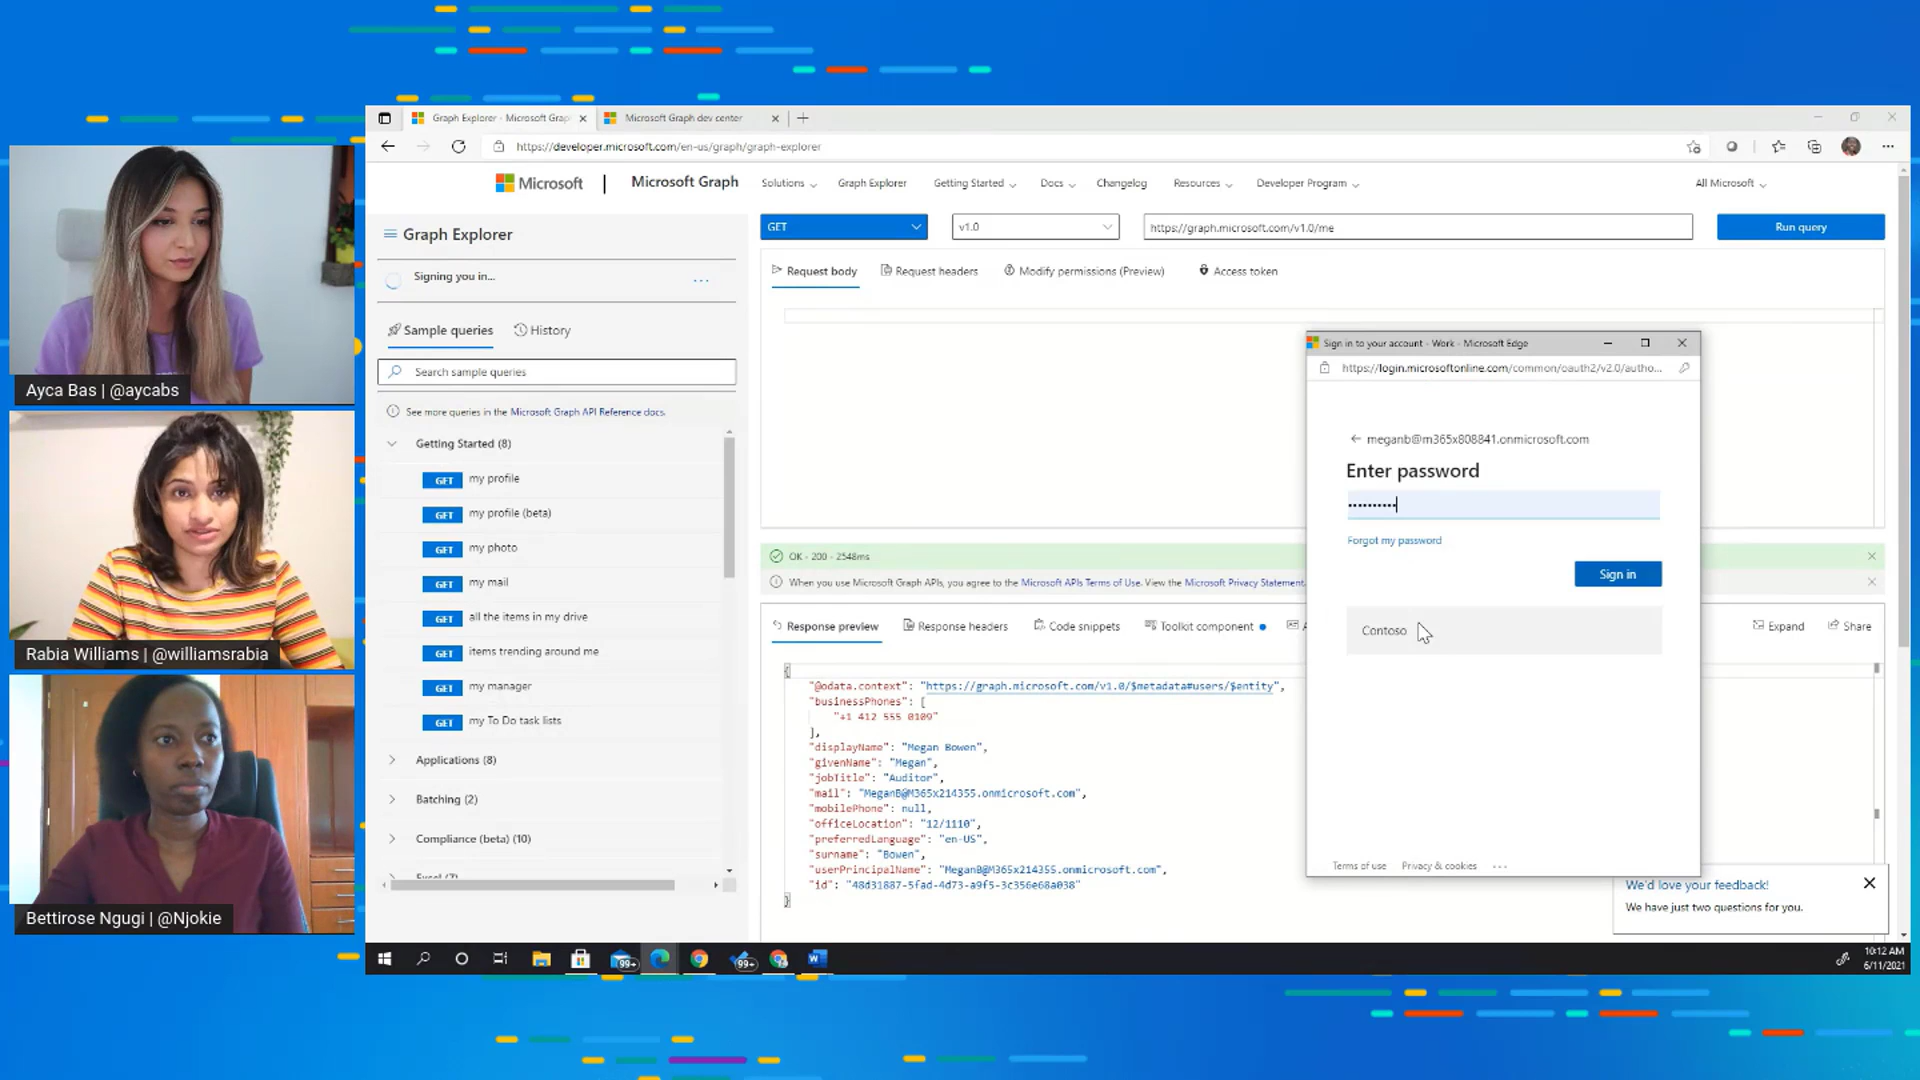 Ayca Bas | @aycabs
Rabia Williams | @williamsrabia
Bettirose Ngugi | @Njokie
Graph Explorer - Microsoft Grap
Microsoft Graph dev center
https://developer.microsoft.com/en-us/graph/graph-explorer
Microsoft
Microsoft Graph
Solutions
Graph Explorer
Getting Started
Docs
Changelog
Resources
Developer Program
All Microsoft
Graph Explorer
Signing you in...
Sample queries
History
Search sample queries
See more queries in the Microsoft Graph API Reference docs.
Getting Started (8)
GET my profile
GET my profile (beta)
GET my photo
GET my mail
GET all the items in my drive
GET items trending around me
GET my manager
GET my To Do task lists
Applications (8)
Batching (2)
Compliance (beta) (10)
GET
v1.0
https://graph.microsoft.com/v1.0/me
Run query
Request body
Request headers
Modify permissions (Preview)
Access token
OK - 200 - 2548ms
When you use Microsoft Graph APIs, you agree to the Microsoft APIs Terms of Use. View the Microsoft Privacy Statement.
Response preview
Response headers
Code snippets
Toolkit component
Expand
Share
{
"@odata.context": "https://graph.microsoft.com/v1.0/$metadata#users/$entity",
"businessPhones": [
"+1 412 555 0109"
],
"displayName": "Megan Bowen",
"givenName": "Megan",
"jobTitle": "Auditor",
"mail": "MeganB@M365x214355.onmicrosoft.com",
"mobilePhone": null,
"officeLocation": "12/1110",
"preferredLanguage": "en-US",
"surname": "Bowen",
"userPrincipalName": "MeganB@M365x214355.onmicrosoft.com",
"id": "48d31887-5fad-4d73-a9f5-3c356e68a038"
}
Sign in to your account - Work - Microsoft Edge
https://login.microsoftonline.com/common/oauth2/v2.0/autho...
meganb@m365x808841.onmicrosoft.com
Enter password
Forgot my password
Sign in
Contoso
Terms of use
Privacy & cookies
We'd love your feedback!
We have just two questions for you.
99+
99+
10:12 AM
6/11/2021